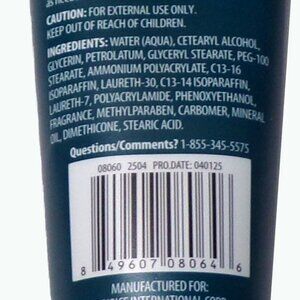 CAUTION: FOR EXTERNAL USE ONLY.
KEEP OUT OF REACH OF CHILDREN.
INGREDIENTS: WATER (AQUA), CETEARYL ALCOHOL,
GLYCERIN, PETROLATUM, GLYCERYL STEARATE, PEG-100
STEARATE, AMMONIUM POLYACRYLATE, C13-16
ISOPARAFFIN, LAURETH-30, C13-14 ISOPARAFFIN,
LAURETH-7, POLYACRYLAMIDE, PHENOXYETHANOL,
FRAGRANCE, METHYLPARABEN, CARBOMER, MINERAL
OIL, DIMETHICONE, STEARIC ACID.
Questions/Comments? 1-855-345-5575
08060 2504 PRO.DATE: 040125
8 49607 08064 6
MANUFACTURED FOR:
INTERNATIONAL CORP